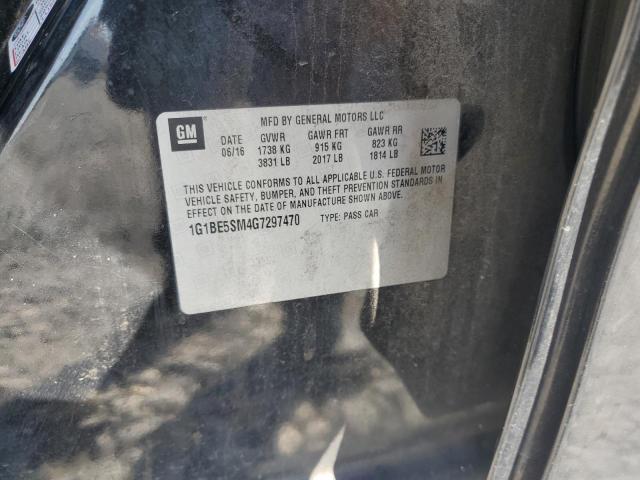 GM
MFD BY GENERAL MOTORS LLC
DATE GVWR GAWR FRT GAWR RR
06/16 1738 KG 915 KG 823 KG
3831 LB 2017 LB 1814 LB
THIS VEHICLE CONFORMS TO ALL APPLICABLE U.S. FEDERAL MOTOR
VEHICLE SAFETY, BUMPER, AND THEFT PREVENTION STANDARDS IN
EFFECT ON THE DATE OF MANUFACTURE SHOWN ABOVE.
1G1BE5SM4G7297470 TYPE: PASS CAR